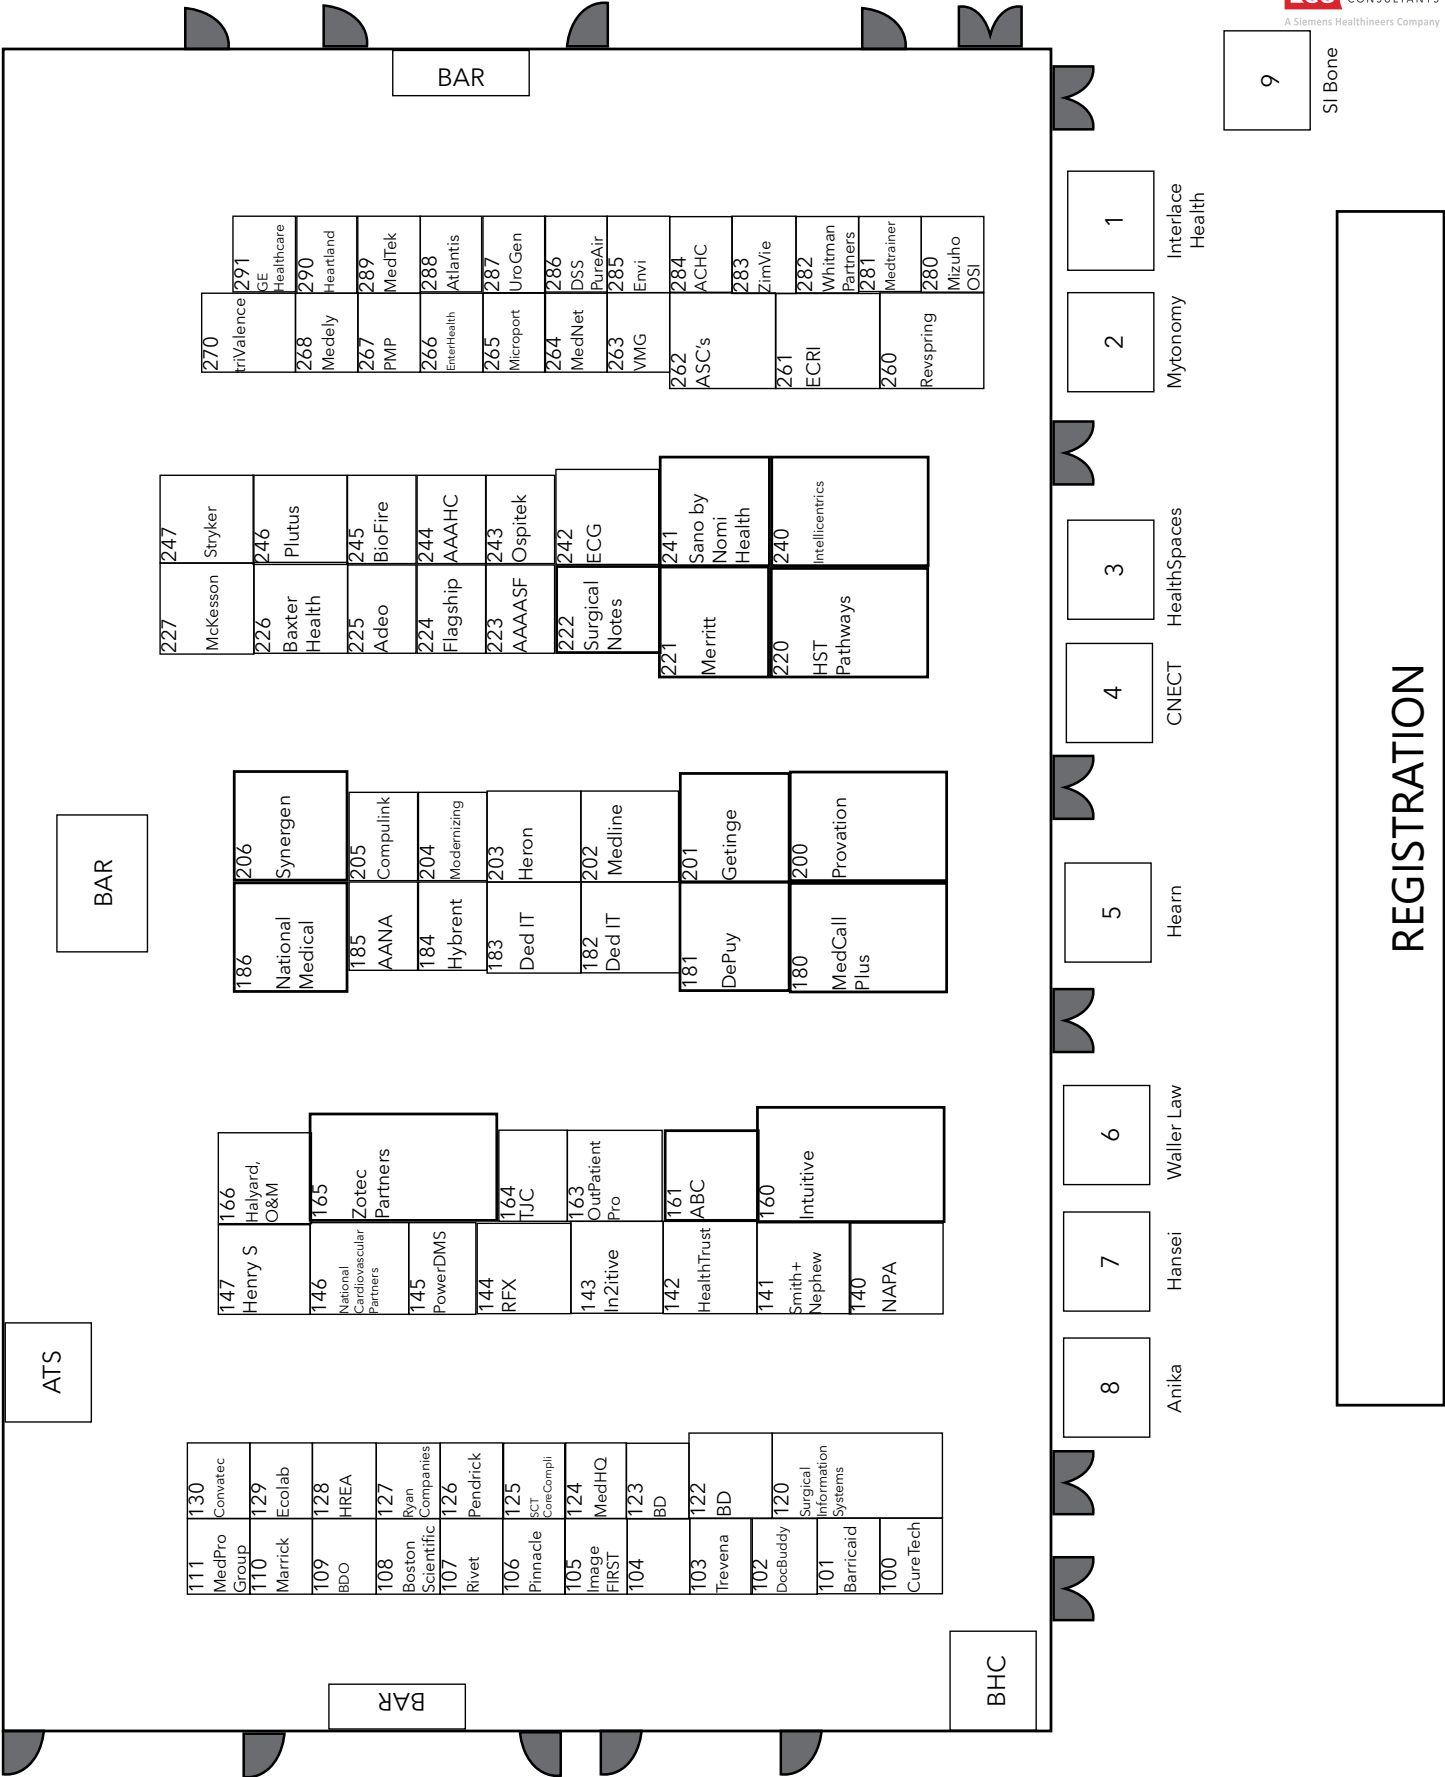 CONSULTANTS
A Siemens Healthineers Company
BAR
9
SI Bone
291
GE
Healthcare
290
Heartland
289
MedTek
288
Atlantis
287
UroGen
286
DSS
PureAir
285
Envi
284
ACHC
283
ZimVie
282
Whitman
Partners
281
Medtrainer
280
Mizuho
OSI
270
triValence
268
Medely
267
PMP
266
EnterHealth
265
Microport
264
MedNet
263
VMG
262
ASC's
261
ECRI
260
Revspring
1
Interlace
Health
2
Mytonomy
247
Stryker
246
Plutus
245
BioFire
244
AAAHC
243
Ospitek
242
ECG
241
Sano by
Nomi
Health
240
Intellicentrics
227
McKesson
226
Baxter
Health
225
Adeo
224
Flagship
223
AAAASF
222
Surgical
Notes
221
Merritt
220
HST
Pathways
3
HealthSpaces
4
CNECT
BAR
206
Synergen
205
Compulink
204
Modernizing
203
Heron
202
Medline
201
Getinge
200
Provation
186
National
Medical
185
AANA
184
Hybrent
183
Ded IT
182
Ded IT
181
DePuy
180
MedCall
Plus
5
Hearn
REGISTRATION
166
Halyard,
O&M
165
Zotec
Partners
164
TJC
163
OutPatient
Pro
161
ABC
160
Intuitive
147
Henry S
146
National
Cardiovascular
Partners
145
PowerDMS
144
RFX
143
In2itive
142
HealthTrust
141
Smith+
Nephew
140
NAPA
6
Waller Law
7
Hansei
ATS
8
Anika
130
Convatec
129
Ecolab
128
HREA
127
Ryan
Companies
126
Pendrick
125
SCT
CoreCompli
124
MedHQ
123
BD
122
BD
120
Surgical
Information
Systems
111
MedPro
Group
110
Marrick
109
BDO
108
Boston
Scientific
107
Rivet
106
Pinnacle
105
Image
FIRST
104
103
Trevena
102
DocBuddy
101
Barricaid
100
CureTech
BAR
BHC